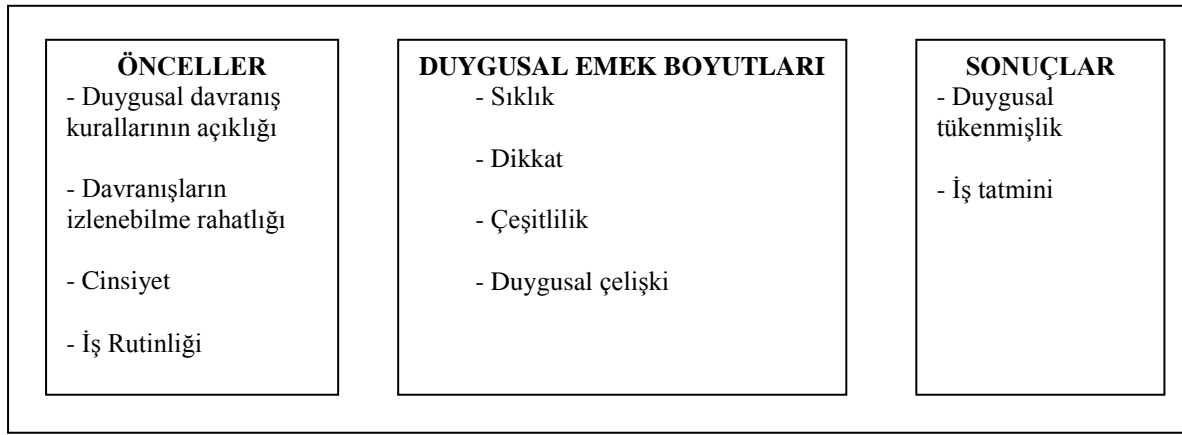 ÖNCELLER
- Duygusal davranış
kurallarının açıklığı
- Davranışların
izlenebilme rahatlığı
- Cinsiyet
- İş Rutinliği
DUYGUSAL EMEK BOYUTLARI
- Sıklık
- Dikkat
- Çeşitlilik
- Duygusal çelişki
SONUÇLAR
- Duygusal
tükenmişlik
- İş tatmini